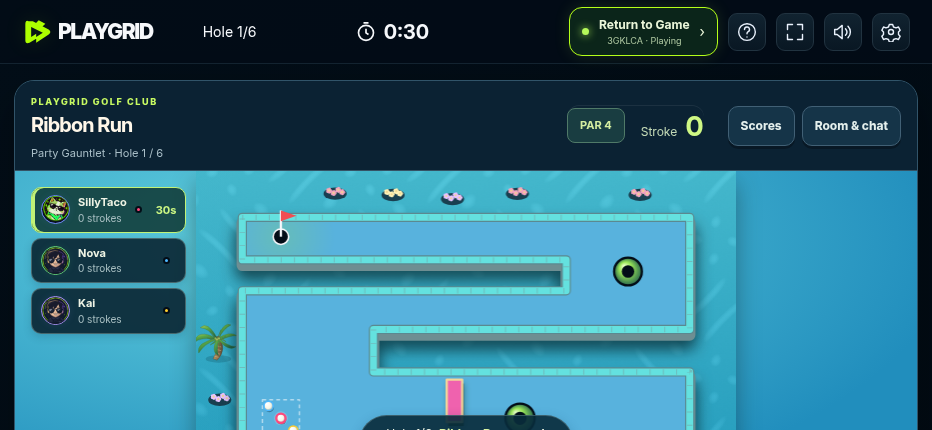 PLAYGRID
Hole 1/6
0:30
Return to Game
3GKLCA · Playing
PLAYGRID GOLF CLUB
Ribbon Run
Party Gauntlet · Hole 1 / 6
PAR 4
Stroke 0
Scores
Room & chat
SillyTaco
0 strokes
30s
Nova
0 strokes
Kai
0 strokes